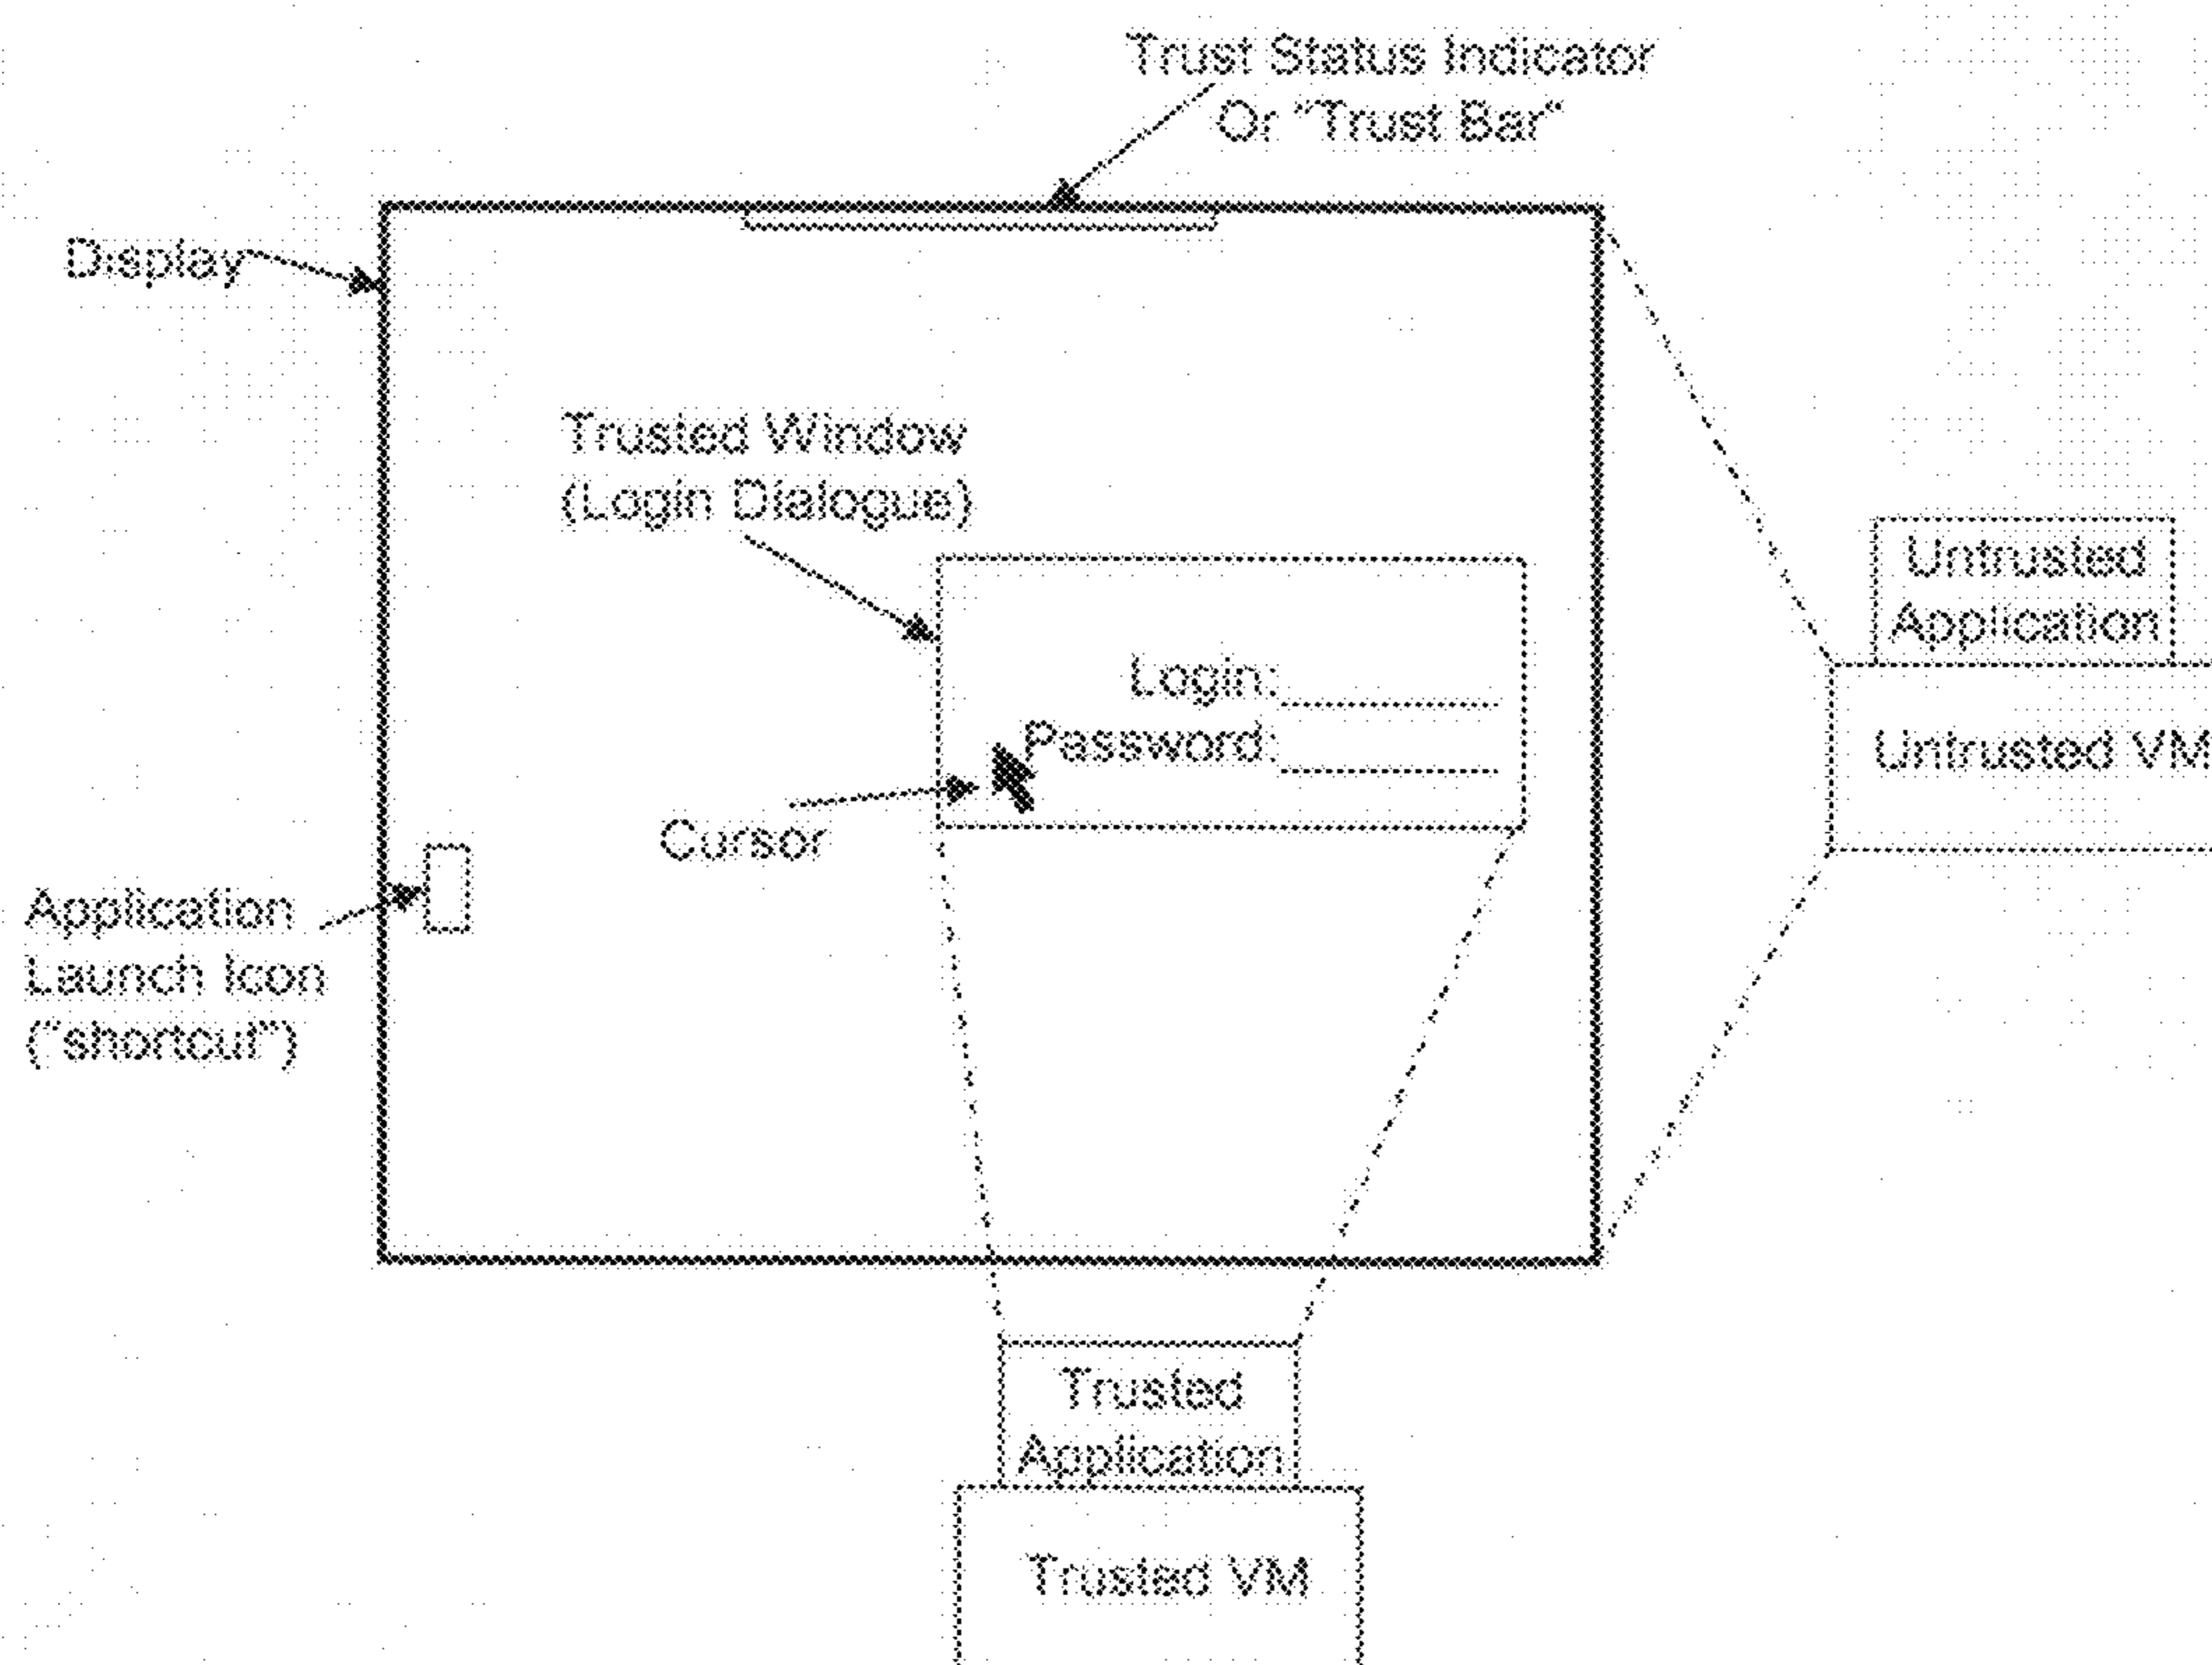 Trust Status Indicator
Or "Trust Bar"
Display
Trusted Window
(Login Dialogue)
Untrusted
Application
Login:
Password:
Untrusted VM
Cursor
Application
Launch Icon
("shortcut")
Trusted
Application
Trusted VM